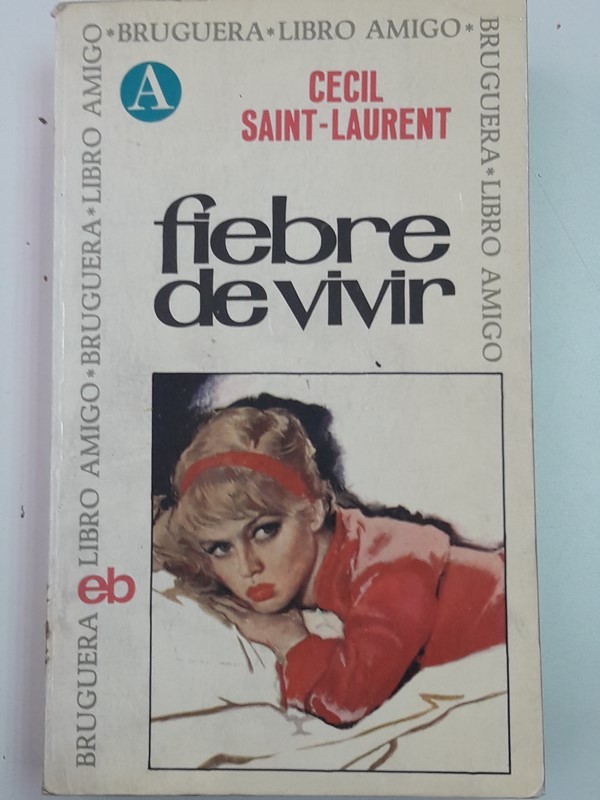 *BRUGUERA*LIBRO AMIGO*
BRUGUERA*LIBRO AMIGO
BRUGUERA LIBRO AMIGO*BRUGUERA*LIBRO AMIGO
A
CECIL
SAINT-LAURENT
fiebre
de vivir
eb